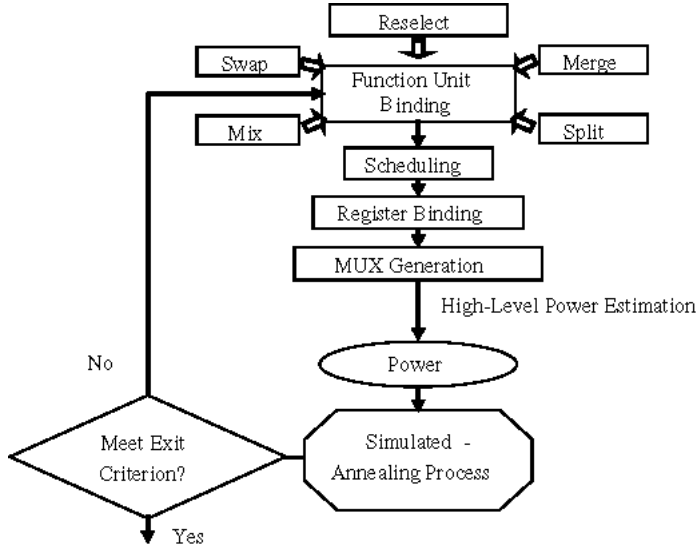 Reselect
Swap
Merge
Function Unit
Binding
Mix
Split
Scheduling
Register Binding
MUX Generation
High-Level Power Estimation
No
Power
Meet Exit
Criterion?
Simulated -
Annealing Process
Yes